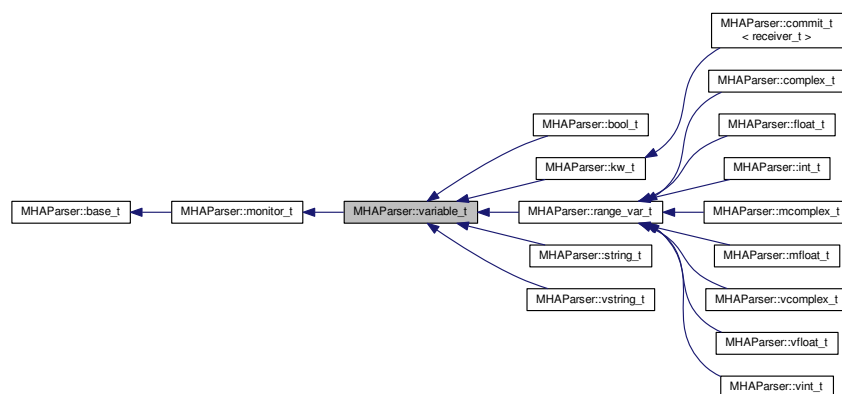 MHAParser::commit_t
< receiver_t >
MHAParser::complex_t
MHAParser::bool_t
MHAParser::float_t
MHAParser::kw_t
MHAParser::int_t
MHAParser::base_t
MHAParser::monitor_t
MHAParser::variable_t
MHAParser::range_var_t
MHAParser::mcomplex_t
MHAParser::string_t
MHAParser::mfloat_t
MHAParser::vstring_t
MHAParser::vcomplex_t
MHAParser::vfloat_t
MHAParser::vint_t